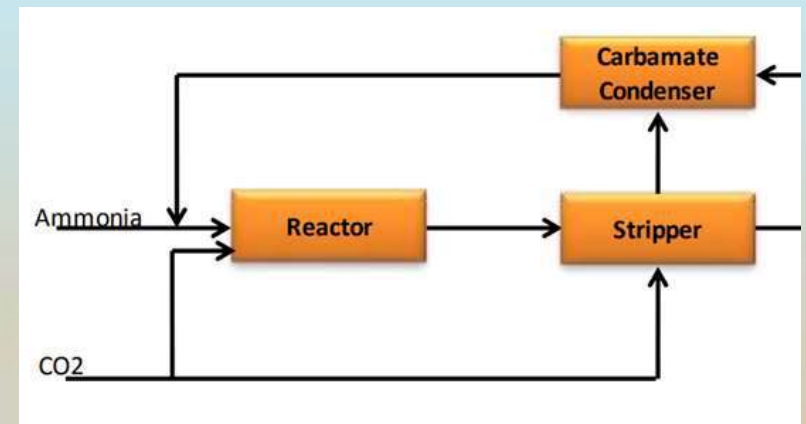 Carbamate
Condenser
Ammonia
Reactor
Stripper
CO2